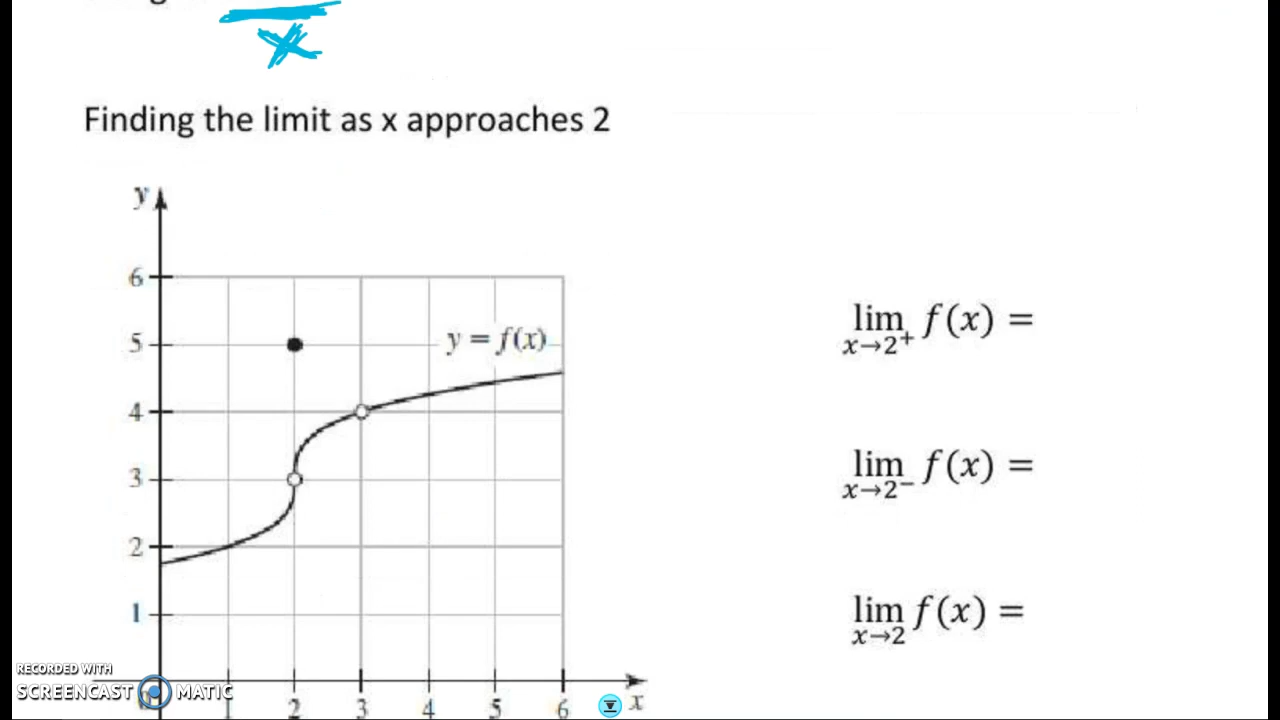 Finding the limit as x approaches 2
y
6
5
y = f(x)
4
3
2
1
1 2 3 4 5 6 x
lim f(x) =
x→2⁺
lim f(x) =
x→2⁻
lim f(x) =
x→2
RECORDED WITH
SCREENCAST MATIC